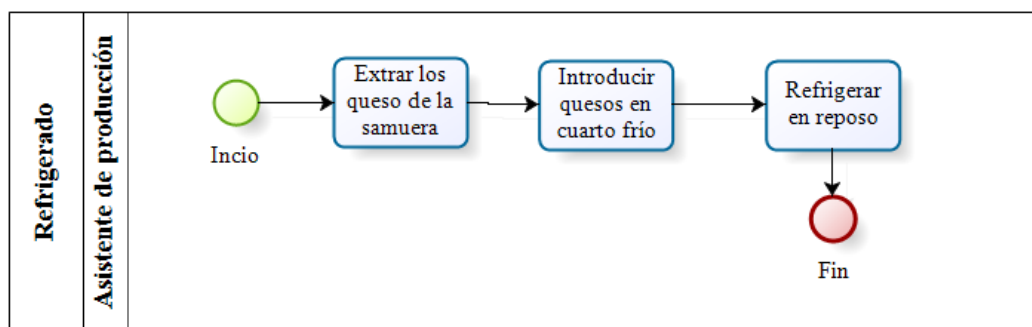 Refrigerado
Asistente de producción
Incio
Extrar los
queso de la
samuera
Introducir
quesos en
cuarto frío
Refrigerar
en reposo
Fin